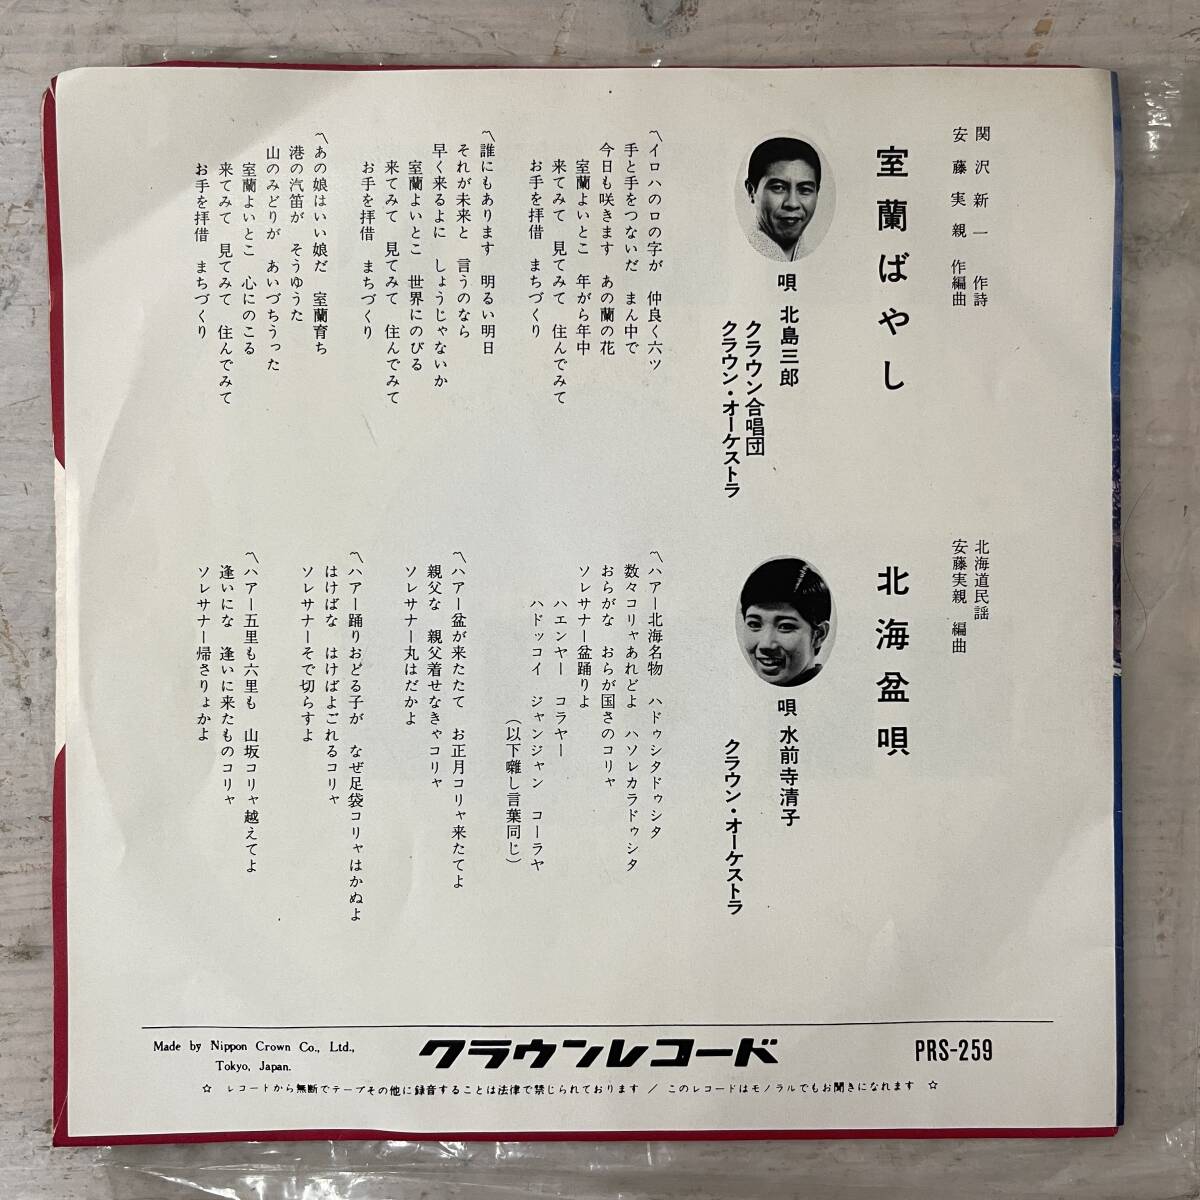 関沢新一 作詩
安藤実親 作編曲
室蘭ばやし
唄 北島三郎
クラウン合唱団
クラウン・オーケストラ
〽イロハのロの字が 仲良く六ッ
手と手をつないだ まん中で
今日も咲きます あの蘭の花
室蘭よいとこ 年がら年中
来てみて 見てみて 住んでみて
お手を拝借 まちづくり
〽誰にもあります 明るい明日
それが未来と 言うのなら
早く来るよに しょうじゃないか
室蘭よいとこ 世界にのびる
来てみて 見てみて 住んでみて
お手を拝借 まちづくり
〽あの娘はいい娘だ 室蘭育ち
港の汽笛が そうゆうた
山のみどりが あいづちうった
室蘭よいとこ 心にのこる
来てみて 見てみて 住んでみて
お手を拝借 まちづくり
北海道民謡
安藤実親 編曲
北海盆唄
唄 水前寺清子
クラウン・オーケストラ
〽ハアー北海名物 ハドゥシタドゥシタ
数々コリャあれどよ ハソレカラドゥシタ
おらがな おらが国さのコリャ
ソレサナー盆踊りよ
ハエンヤー コラヤー
ハドッコイ ジャンジャン コーラヤ
(以下囃し言葉同じ)
〽ハアー盆が来たたて お正月コリャ来たてよ
親父な 親父着せなきゃコリャ
ソレサナー丸はだかよ
〽ハアー踊りおどる子が なぜ足袋コリャはかぬよ
はけばな はけばよごれるコリャ
ソレサナーそで切らすよ
〽ハアー五里も六里も 山坂コリャ越えてよ
逢いにな 逢いに来たものコリャ
ソレサナー帰さりょかよ
Made by Nippon Crown Co., Ltd.,
Tokyo, Japan.
クラウンレコード
PRS-259
☆ レコードから無断でテープその他に録音することは法律で禁じられております / このレコードはモノラルでもお聞きになれます ☆